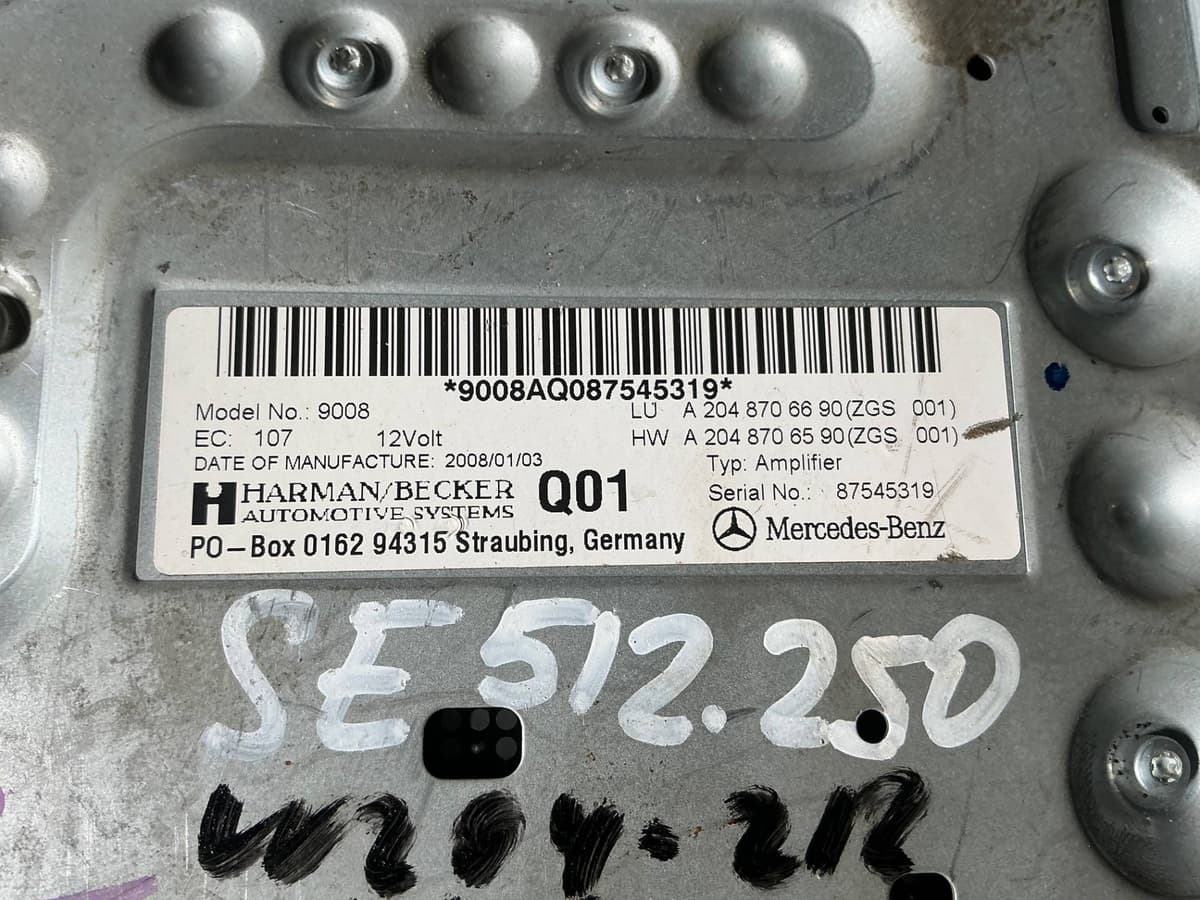 *9008AQ087545319*
Model No.: 9008
LU A 204 870 66 90 (ZGS 001)
EC: 107 12Volt
HW A 204 870 65 90 (ZGS 001)
DATE OF MANUFACTURE: 2008/01/03
Typ: Amplifier
HARMAN/BECKER
AUTOMOTIVE SYSTEMS
Q01
Serial No.: 87545319
PO-Box 0162 94315 Straubing, Germany
Mercedes-Benz
SE 512.250
W204-212